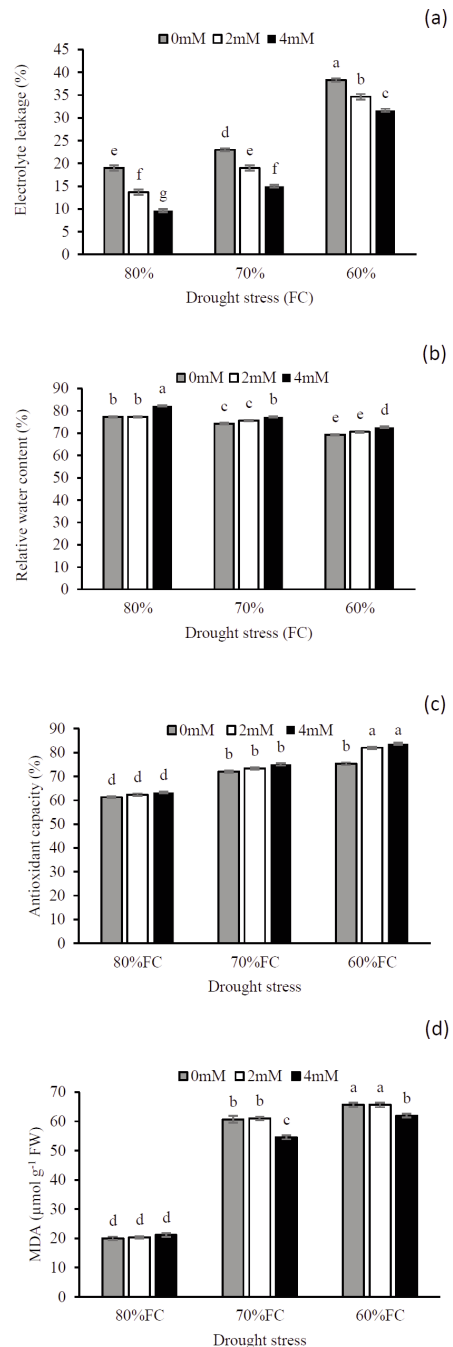 (a)
0mM 2mM 4mM
Electrolyte leakage (%)
45
40
35
30
25
20
15
10
5
0
e f g d e f a b c
80% 70% 60%
Drought stress (FC)
(b)
0mM 2mM 4mM
Relative water content (%)
90
80
70
60
50
40
30
20
10
0
b b a c c b e e d
80% 70% 60%
Drought stress (FC)
(c)
0mM 2mM 4mM
Antioxidant capacity (%)
90
80
70
60
50
40
30
20
10
0
d d d b b b b a a
80%FC 70%FC 60%FC
Drought stress
(d)
0mM 2mM 4mM
MDA (µmol g⁻¹ FW)
70
60
50
40
30
20
10
0
d d d b b c a a b
80%FC 70%FC 60%FC
Drought stress